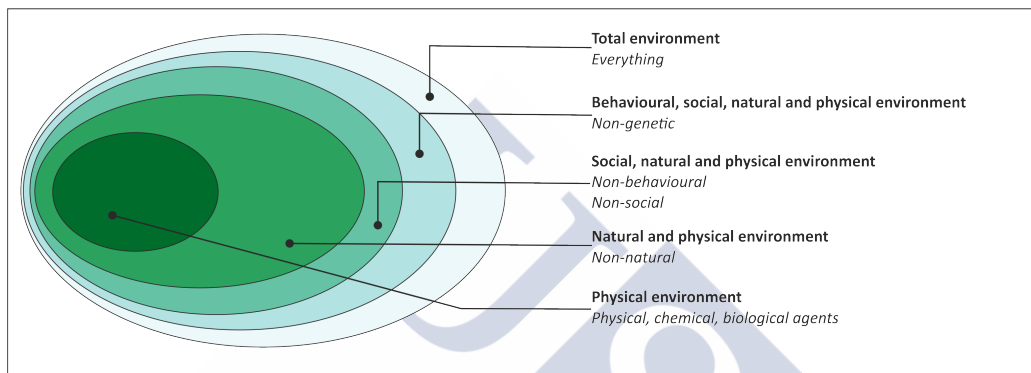 Total environment
Everything
Behavioural, social, natural and physical environment
Non-genetic
Social, natural and physical environment
Non-behavioural
Non-social
Natural and physical environment
Non-natural
Physical environment
Physical, chemical, biological agents